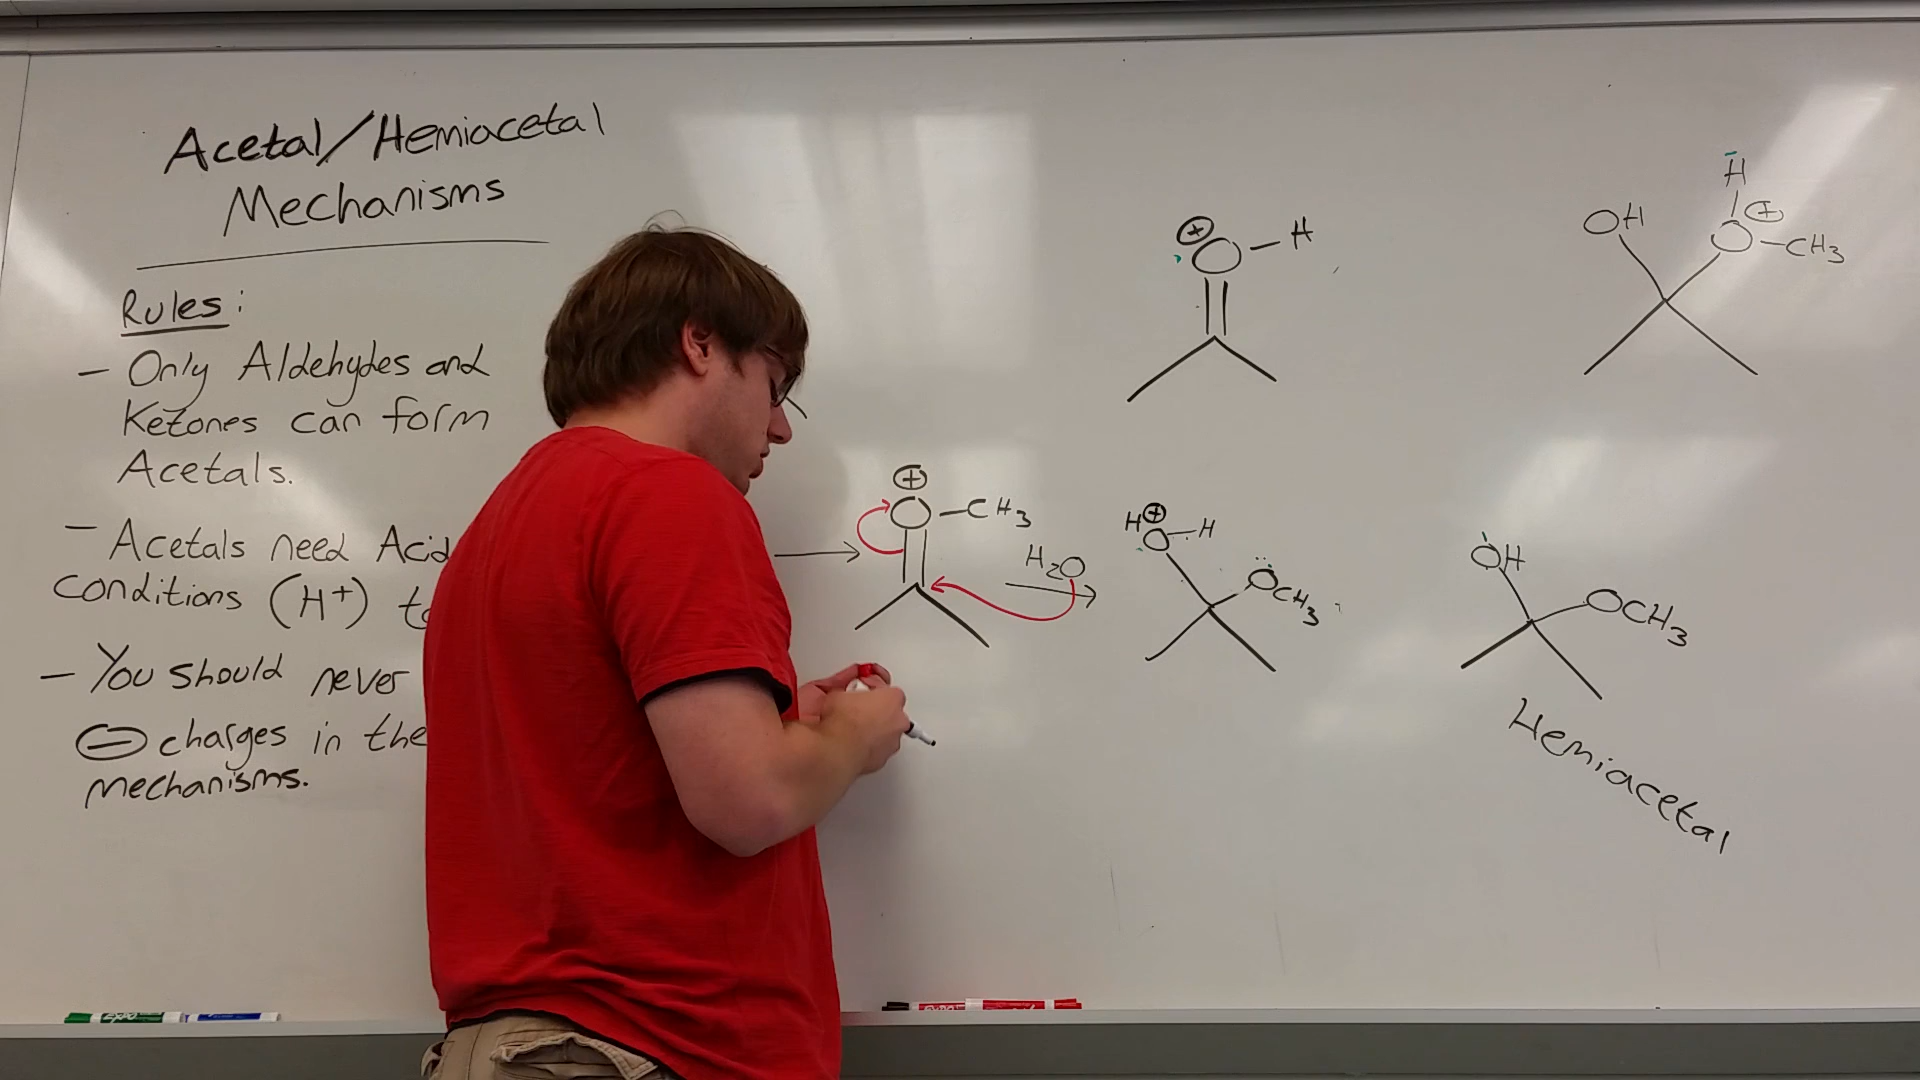 Acetal/Hemiacetal
Mechanisms
Rules:
- Only Aldehydes and
Ketones can form
Acetals.
- Acetals need Acid
conditions (H+)
- You should never
⊖ charges in the
mechanisms.
⊕
O-H
H
OH O ⊕ -CH3
⊕
O-CH3
H2O
H ⊕
O-H
OCH3
OH
OCH3
Hemiacetal
EXPO